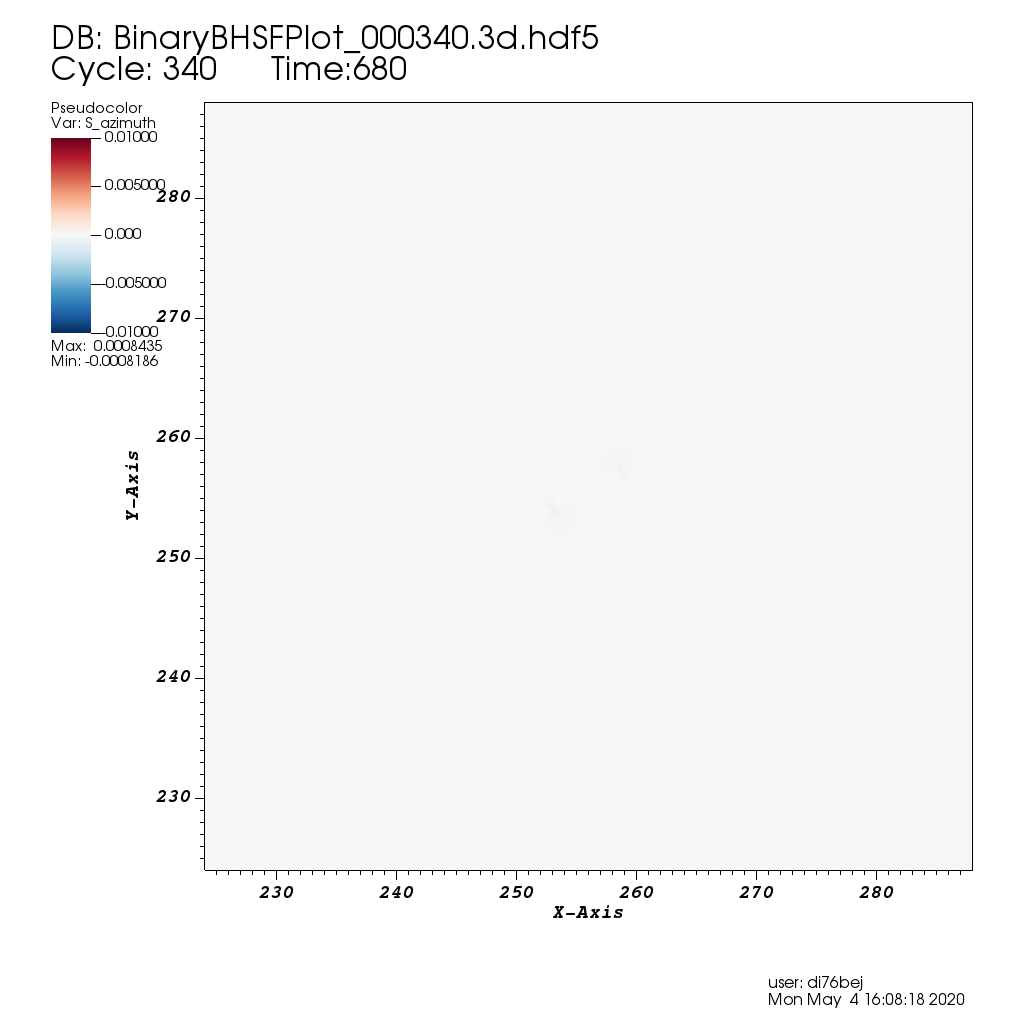 DB: BinaryBHSFPlot_000340.3d.hdf5
Cycle: 340 Time:680
Pseudocolor
Var: S_azimuth
0.01000
0.005000
0.000
-0.005000
-0.01000
Max: 0.0008435
Min: -0.0008186
280
270
260
250
240
230
Y-Axis
230 240 250 260 270 280
X-Axis
user: di76bej
Mon May 4 16:08:18 2020